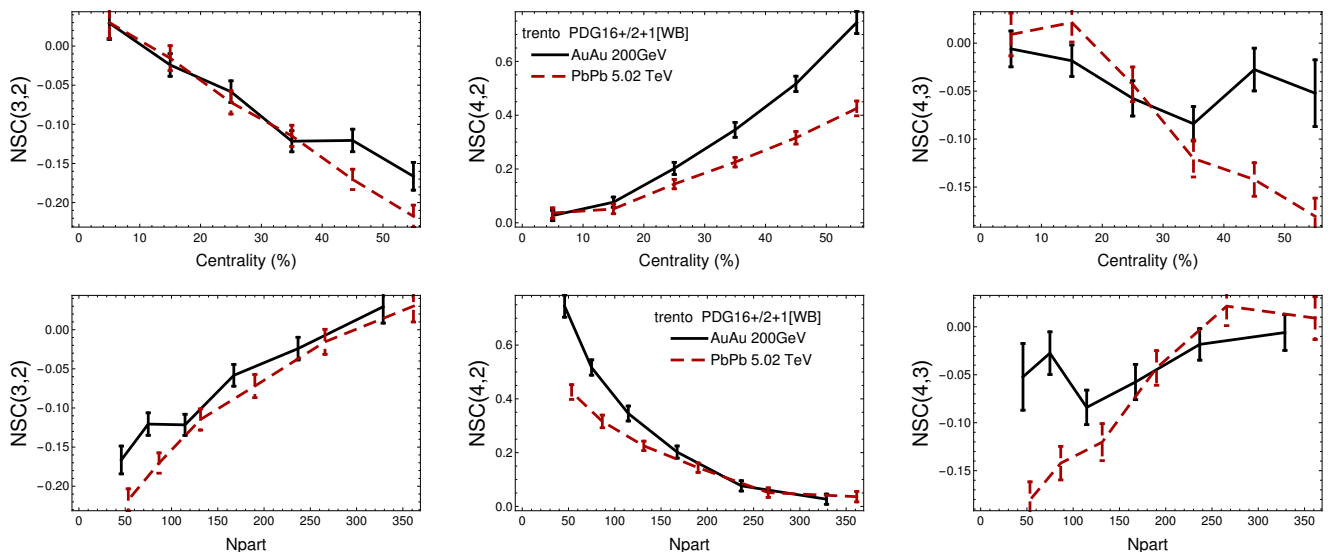 NSC(3,2)
0.00
−0.05
−0.10
−0.15
−0.20
0 10 20 30 40 50
Centrality (%)
NSC(4,2)
0.6
0.4
0.2
0.0
trento PDG16+/2+1[WB]
AuAu 200GeV
PbPb 5.02 TeV
0 10 20 30 40 50
Centrality (%)
NSC(4,3)
0.00
−0.05
−0.10
−0.15
0 10 20 30 40 50
Centrality (%)
NSC(3,2)
0.00
−0.05
−0.10
−0.15
−0.20
0 50 100 150 200 250 300 350
Npart
NSC(4,2)
0.6
0.4
0.2
0.0
trento PDG16+/2+1[WB]
AuAu 200GeV
PbPb 5.02 TeV
0 50 100 150 200 250 300 350
Npart
NSC(4,3)
0.00
−0.05
−0.10
−0.15
0 50 100 150 200 250 300 350
Npart